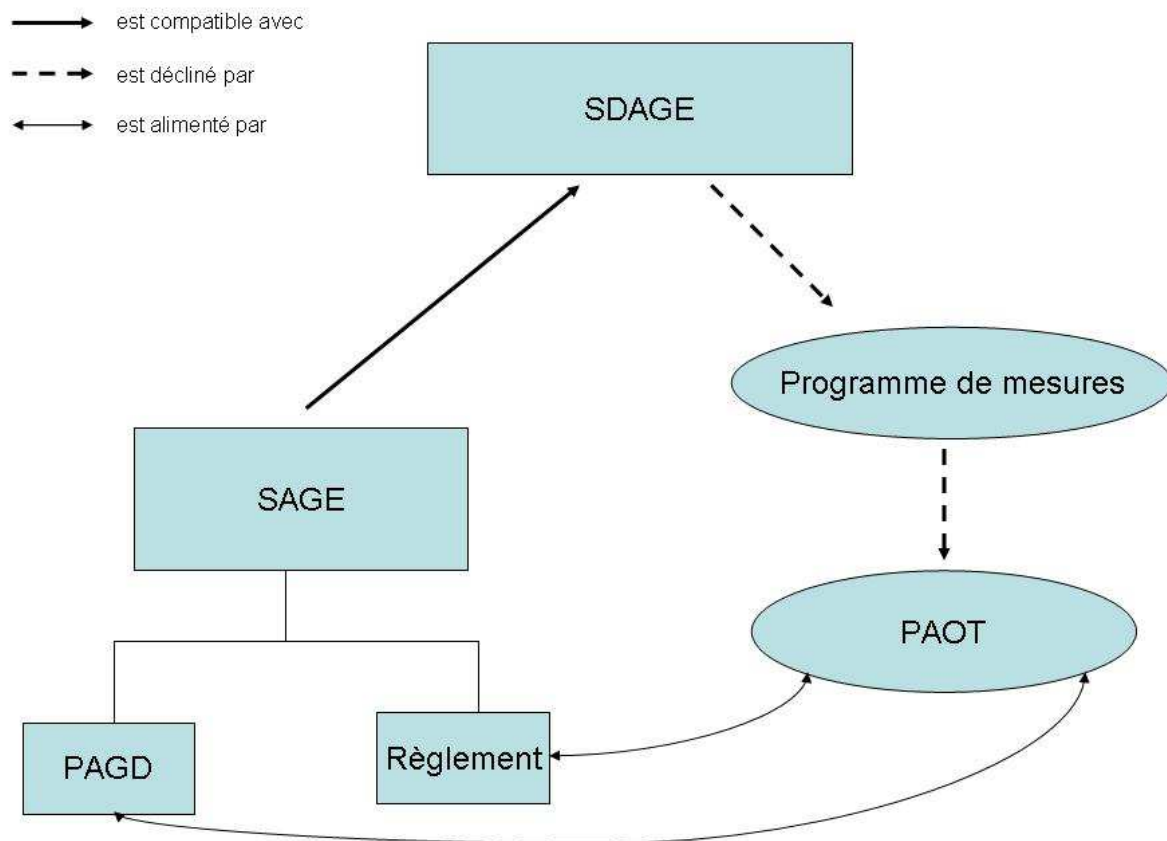 est compatible avec
est décliné par
est alimenté par
SDAGE
Programme de mesures
SAGE
PAOT
PAGD
Règlement